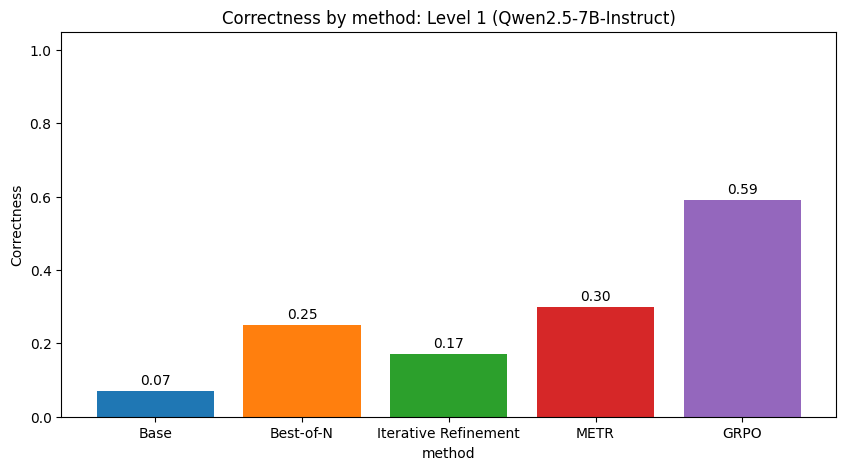 Correctness by method: Level 1 (Qwen2.5-7B-Instruct)
1.0
0.8
0.6
0.4
0.2
0.0
Correctness
0.07
0.25
0.17
0.30
0.59
Base
Best-of-N
Iterative Refinement
METR
GRPO
method